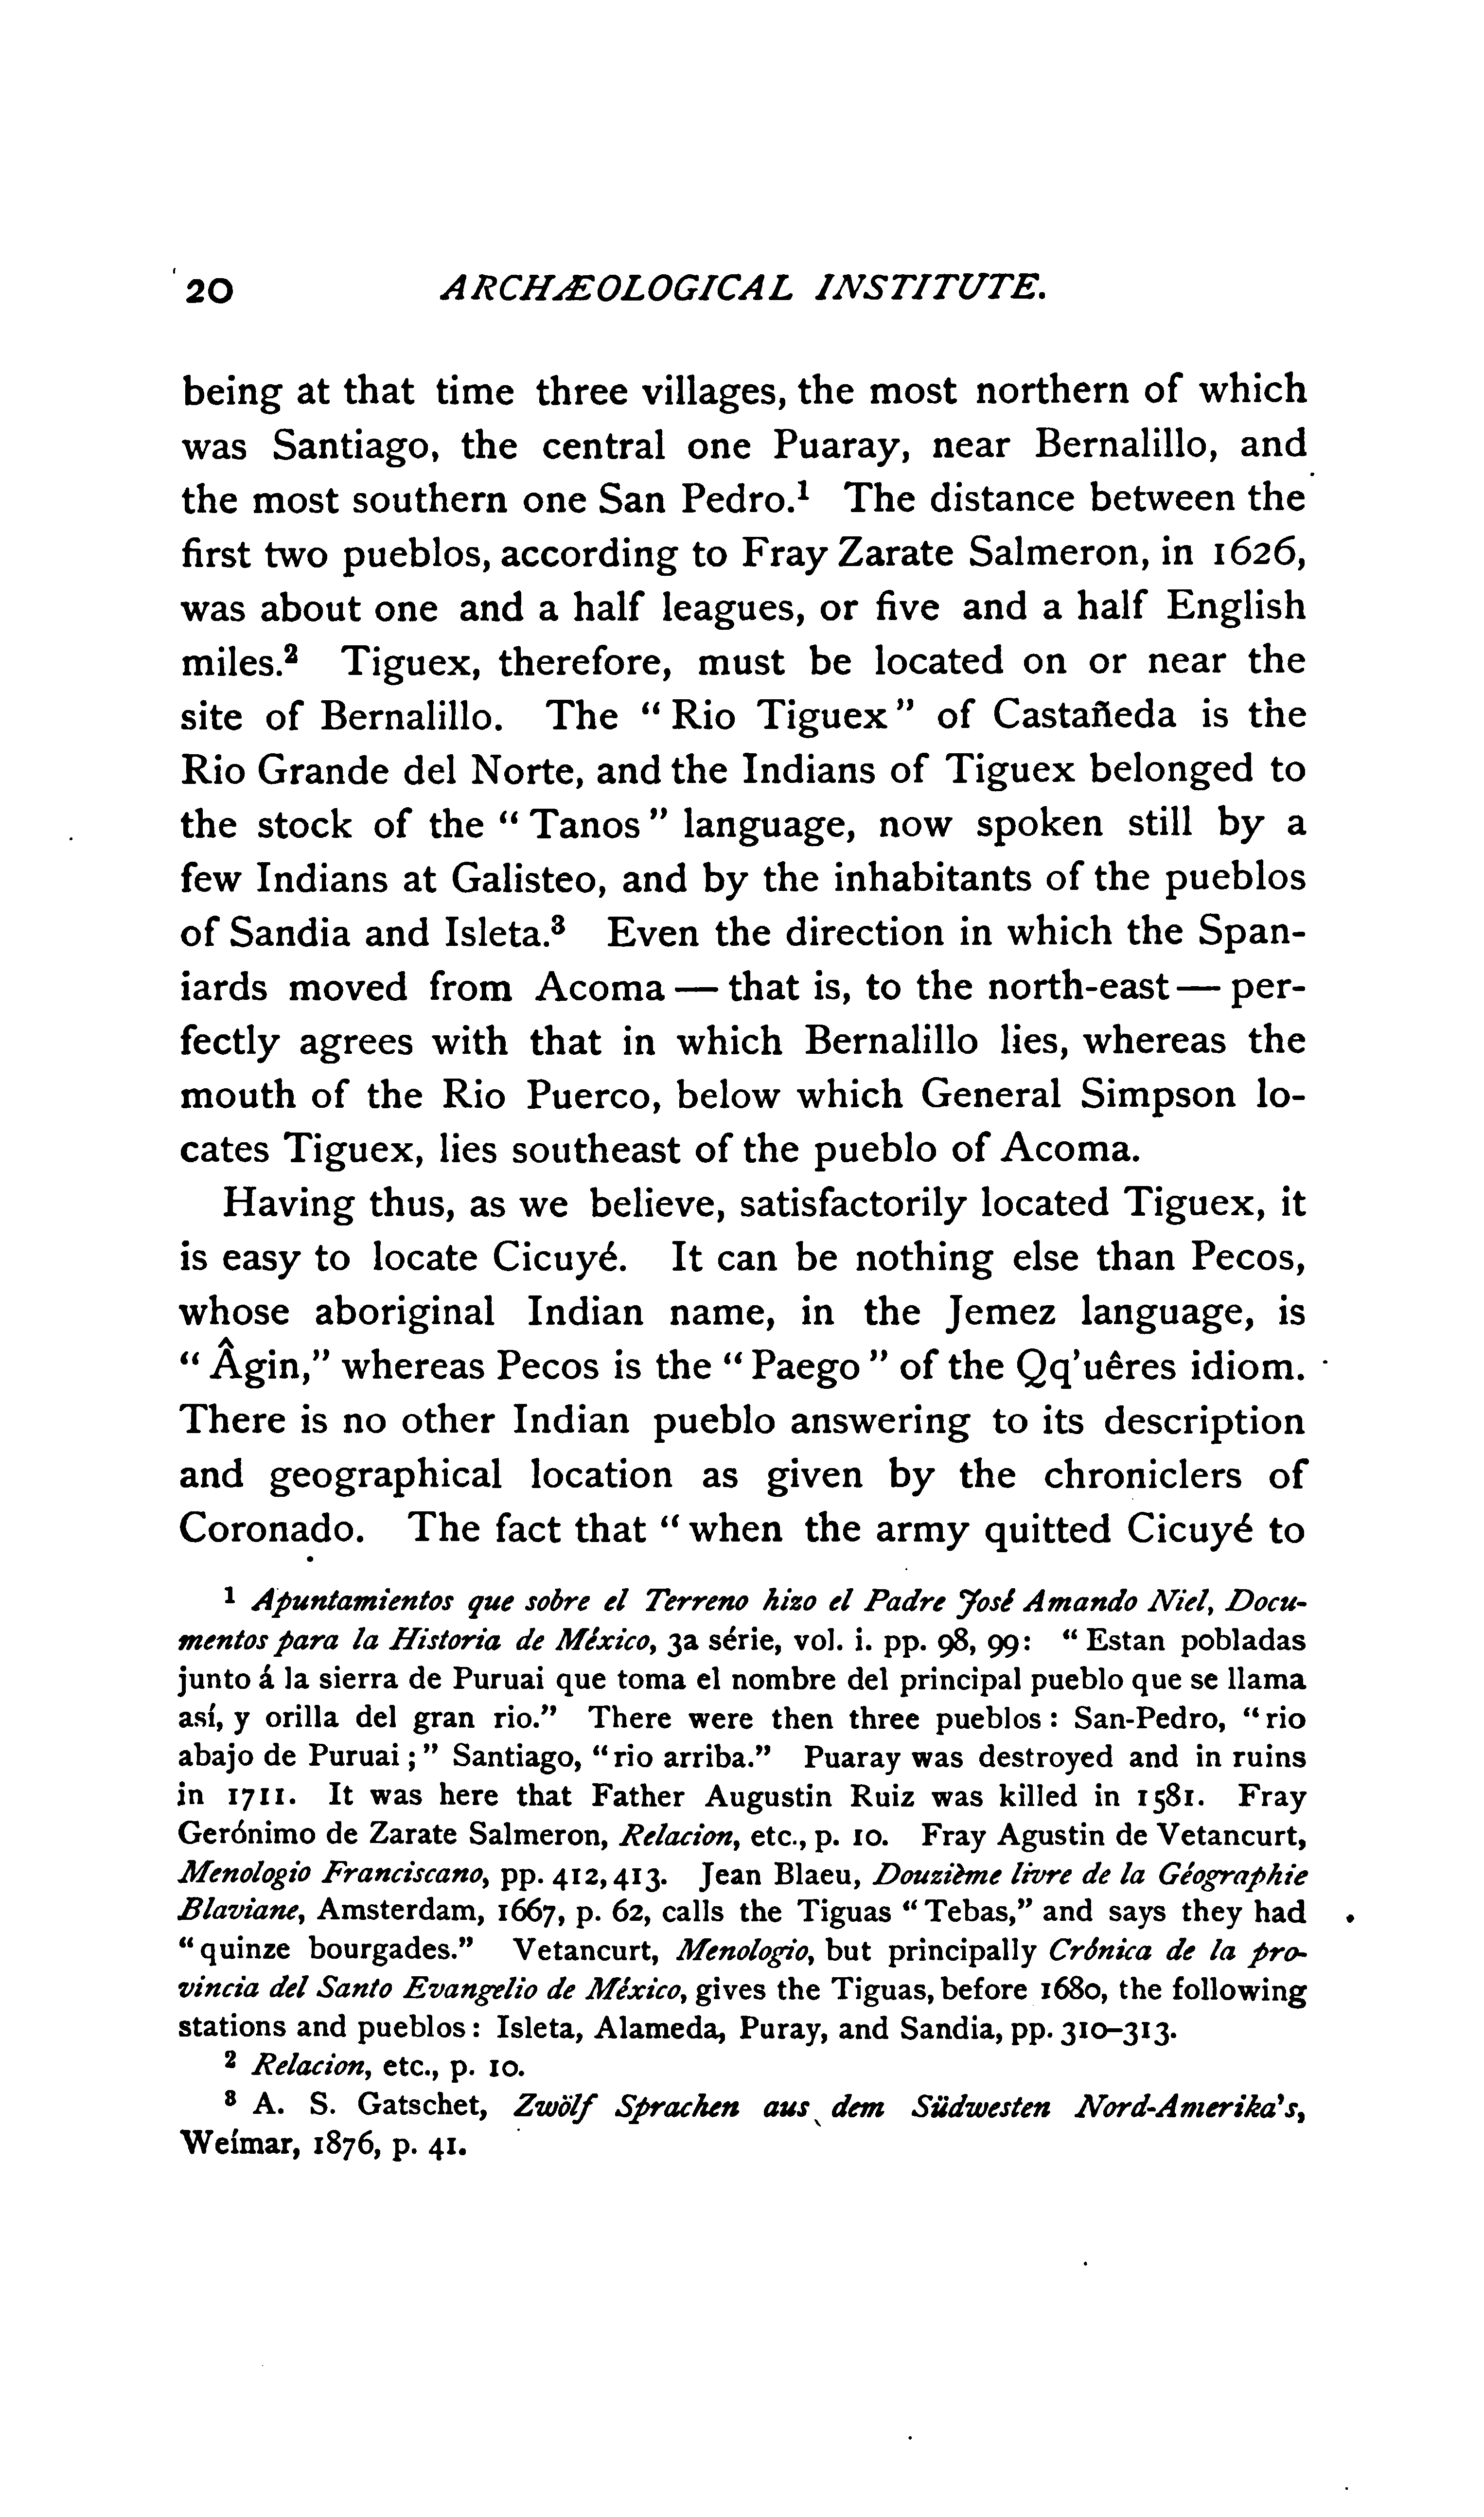 20 ARCHÆOLOGICAL INSTITUTE.
being at that time three villages, the most northern of which
was Santiago, the central one Puaray, near Bernalillo, and
the most southern one San Pedro.¹ The distance between the
first two pueblos, according to Fray Zarate Salmeron, in 1626,
was about one and a half leagues, or five and a half English
miles.² Tiguex, therefore, must be located on or near the
site of Bernalillo. The “Rio Tiguex” of Castañeda is the
Rio Grande del Norte, and the Indians of Tiguex belonged to
the stock of the “Tanos” language, now spoken still by a
few Indians at Galisteo, and by the inhabitants of the pueblos
of Sandia and Isleta.³ Even the direction in which the Span-
iards moved from Acoma — that is, to the north-east — per-
fectly agrees with that in which Bernalillo lies, whereas the
mouth of the Rio Puerco, below which General Simpson lo-
cates Tiguex, lies southeast of the pueblo of Acoma.
Having thus, as we believe, satisfactorily located Tiguex, it
is easy to locate Cicuyé. It can be nothing else than Pecos,
whose aboriginal Indian name, in the Jemez language, is
“Âgin,” whereas Pecos is the “Paego” of the Qq'uêres idiom.
There is no other Indian pueblo answering to its description
and geographical location as given by the chroniclers of
Coronado. The fact that “when the army quitted Cicuyé to
¹ Apuntamientos que sobre el Terreno hizo el Padre José Amando Niel, Docu-
mentos para la Historia de México, 3a série, vol. i. pp. 98, 99: “Estan pobladas
junto á la sierra de Puruai que toma el nombre del principal pueblo que se llama
así, y orilla del gran rio.” There were then three pueblos: San-Pedro, “rio
abajo de Puruai;” Santiago, “rio arriba.” Puaray was destroyed and in ruins
in 1711. It was here that Father Augustin Ruiz was killed in 1581. Fray
Gerónimo de Zarate Salmeron, Relacion, etc., p. 10. Fray Agustin de Vetancurt,
Menologio Franciscano, pp. 412, 413. Jean Blaeu, Douzième livre de la Géographie
Blaviane, Amsterdam, 1667, p. 62, calls the Tiguas “Tebas,” and says they had
“quinze bourgades.” Vetancurt, Menologio, but principally Crónica de la pro-
vincia del Santo Evangelio de México, gives the Tiguas, before 1680, the following
stations and pueblos: Isleta, Alameda, Puray, and Sandia, pp. 310–313.
² Relacion, etc., p. 10.
³ A. S. Gatschet, Zwölf Sprachen aus dem Südwesten Nord-Amerika's,
Weimar, 1876, p. 41.